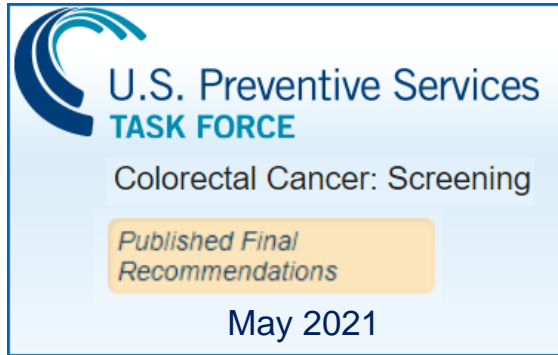 U.S. Preventive Services
TASK FORCE
Colorectal Cancer: Screening
Published Final
Recommendations
May 2021